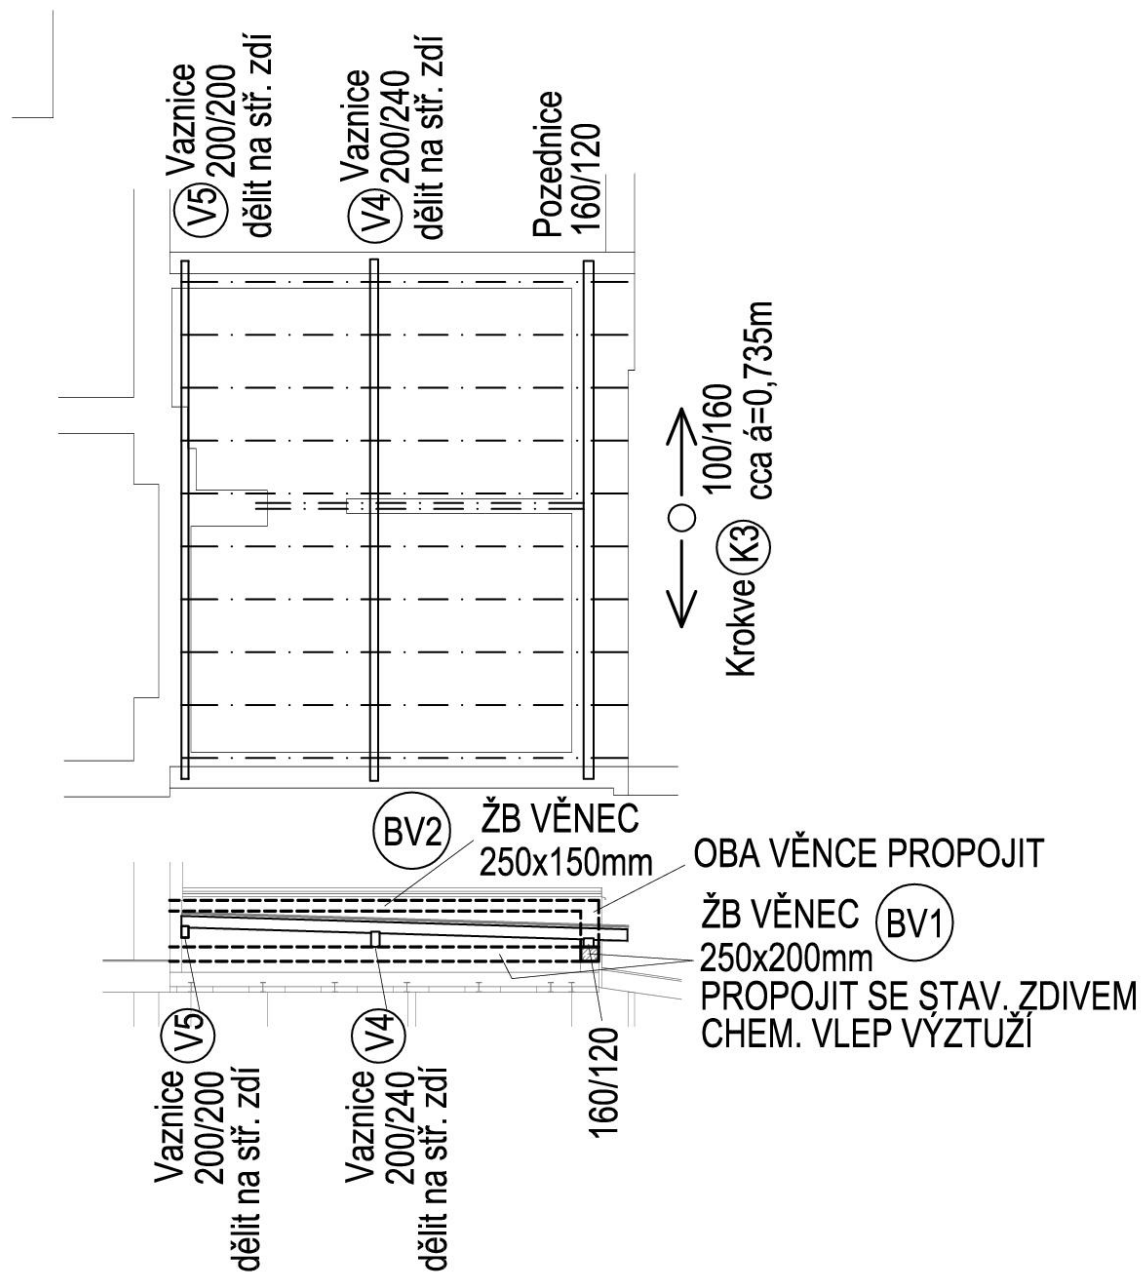 Vaznice
V5 200/200
dělit na stř. zdí
Vaznice
V4 200/240
dělit na stř. zdí
Pozednice
160/120
100/160
Krokve K3 cca á=0,735m
BV2
ŽB VĚNEC
250x150mm
OBA VĚNCE PROPOJIT
ŽB VĚNEC BV1
250x200mm
PROPOJIT SE STAV. ZDIVEM
CHEM. VLEP VÝZTUŽÍ
Vaznice V5
200/200
dělit na stř. zdí
Vaznice V4
200/240
dělit na stř. zdí
160/120